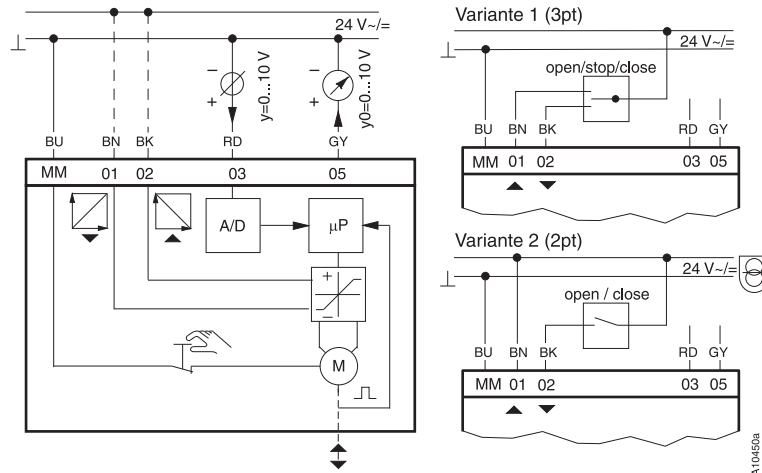 24 V~/=
⊥
y=0...10 V
y0=0...10 V
BU BN BK RD GY
MM 01 02 03 05
A/D µP
+
−
M
Variante 1 (3pt)
24 V~/=
⊥
open/stop/close
BU BN BK RD GY
MM 01 02 03 05
Variante 2 (2pt)
24 V~/=
⊥
open / close
BU BN BK RD GY
MM 01 02 03 05
A10450a